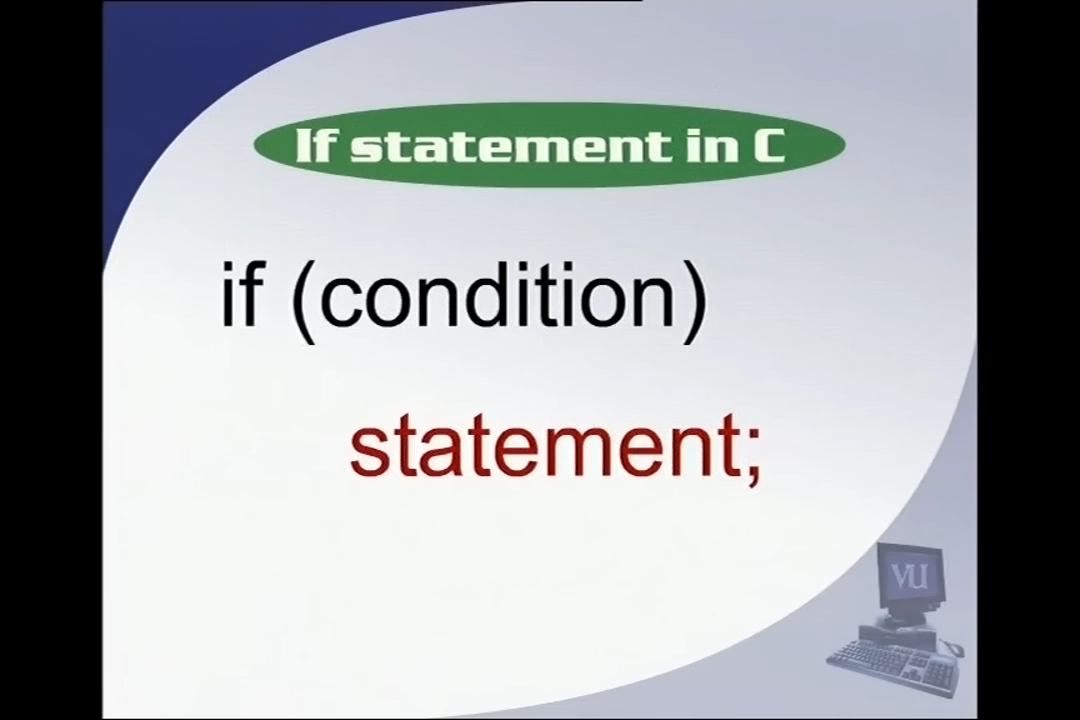 If statement in C
if (condition)
statement;
VU